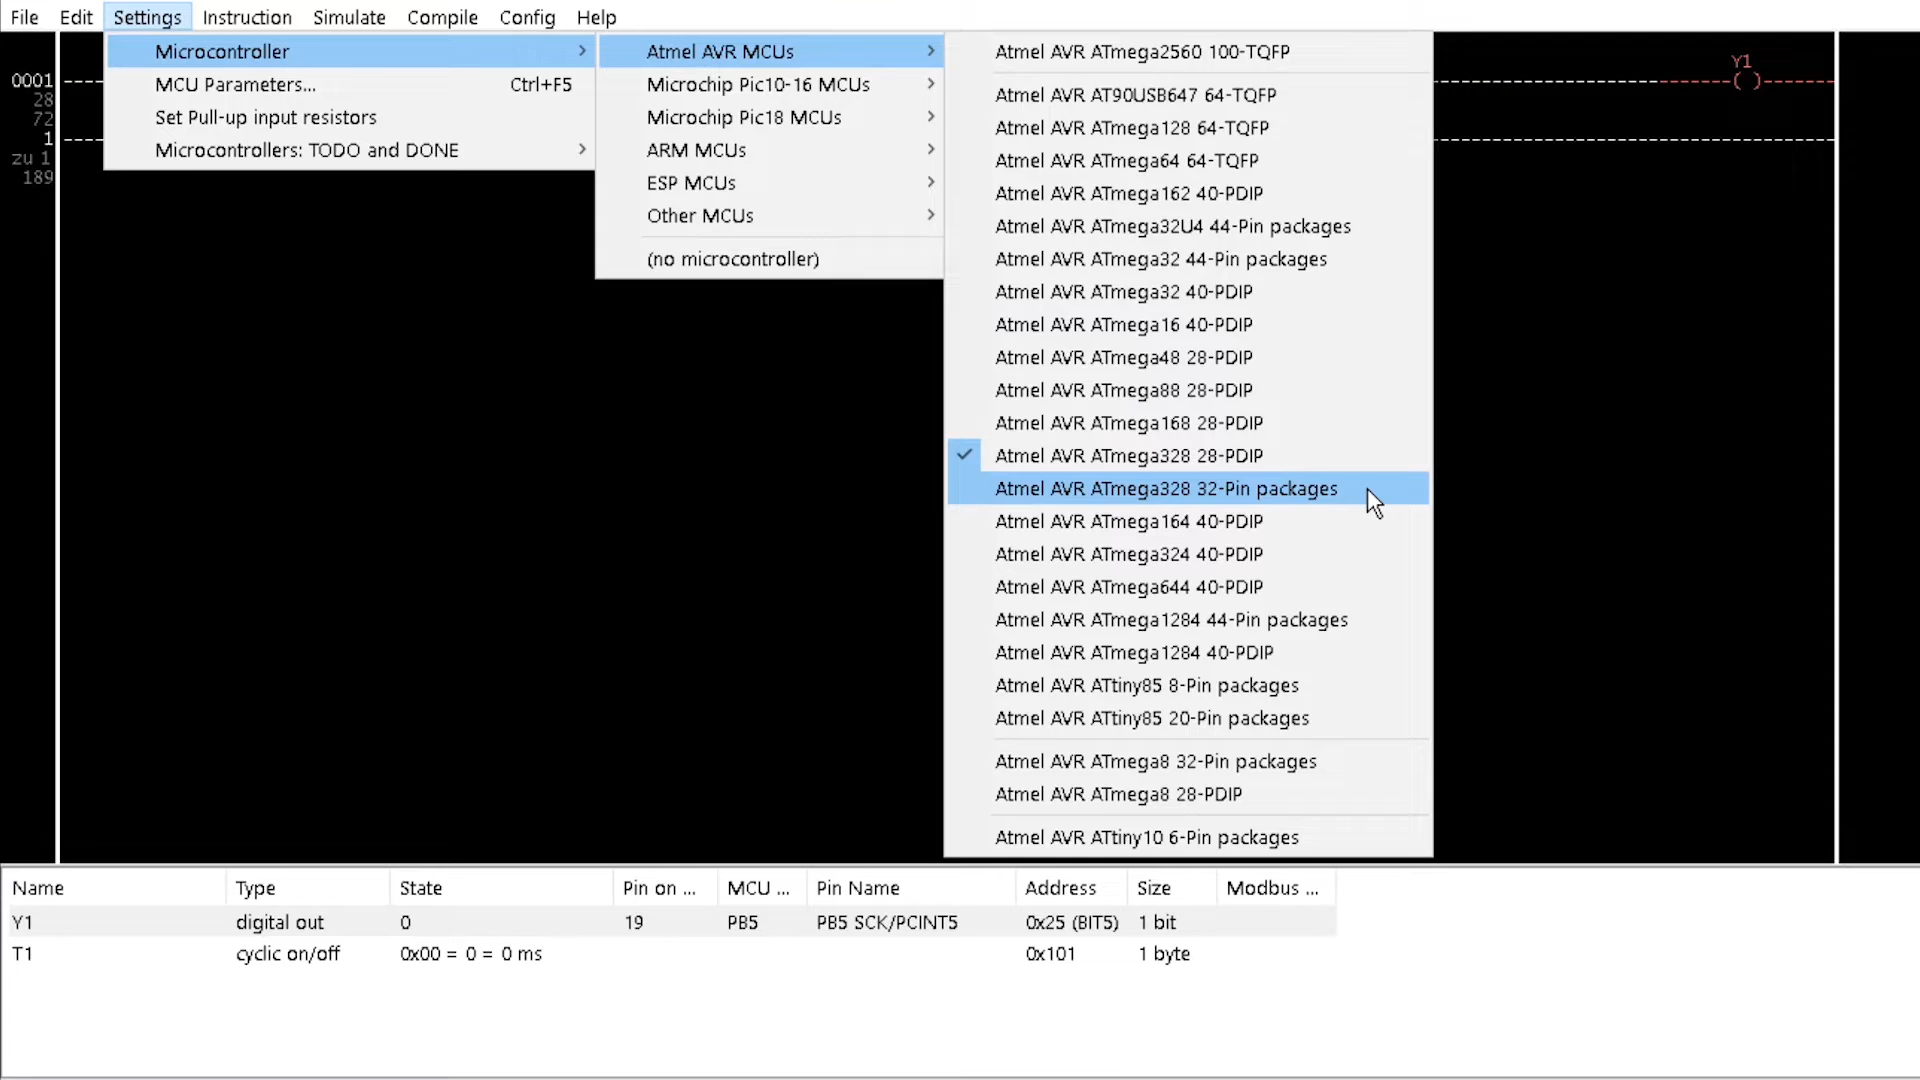 File Edit Settings Instruction Simulate Compile Config Help
Microcontroller
MCU Parameters... Ctrl+F5
Set Pull-up input resistors
Microcontrollers: TODO and DONE
Atmel AVR MCUs
Microchip Pic10-16 MCUs
Microchip Pic18 MCUs
ARM MCUs
ESP MCUs
Other MCUs
(no microcontroller)
Atmel AVR ATmega2560 100-TQFP
Atmel AVR AT90USB647 64-TQFP
Atmel AVR ATmega128 64-TQFP
Atmel AVR ATmega64 64-TQFP
Atmel AVR ATmega162 40-PDIP
Atmel AVR ATmega32U4 44-Pin packages
Atmel AVR ATmega32 44-Pin packages
Atmel AVR ATmega32 40-PDIP
Atmel AVR ATmega16 40-PDIP
Atmel AVR ATmega48 28-PDIP
Atmel AVR ATmega88 28-PDIP
Atmel AVR ATmega168 28-PDIP
Atmel AVR ATmega328 28-PDIP
Atmel AVR ATmega328 32-Pin packages
Atmel AVR ATmega164 40-PDIP
Atmel AVR ATmega324 40-PDIP
Atmel AVR ATmega644 40-PDIP
Atmel AVR ATmega1284 44-Pin packages
Atmel AVR ATmega1284 40-PDIP
Atmel AVR ATtiny85 8-Pin packages
Atmel AVR ATtiny85 20-Pin packages
Atmel AVR ATmega8 32-Pin packages
Atmel AVR ATmega8 28-PDIP
Atmel AVR ATtiny10 6-Pin packages
0001
28
72
1
zu 1
189
Y1
( )
Name Type State Pin on ... MCU ... Pin Name Address Size Modbus ...
Y1 digital out 0 19 PB5 PB5 SCK/PCINT5 0x25 (BIT5) 1 bit
T1 cyclic on/off 0x00 = 0 = 0 ms 0x101 1 byte